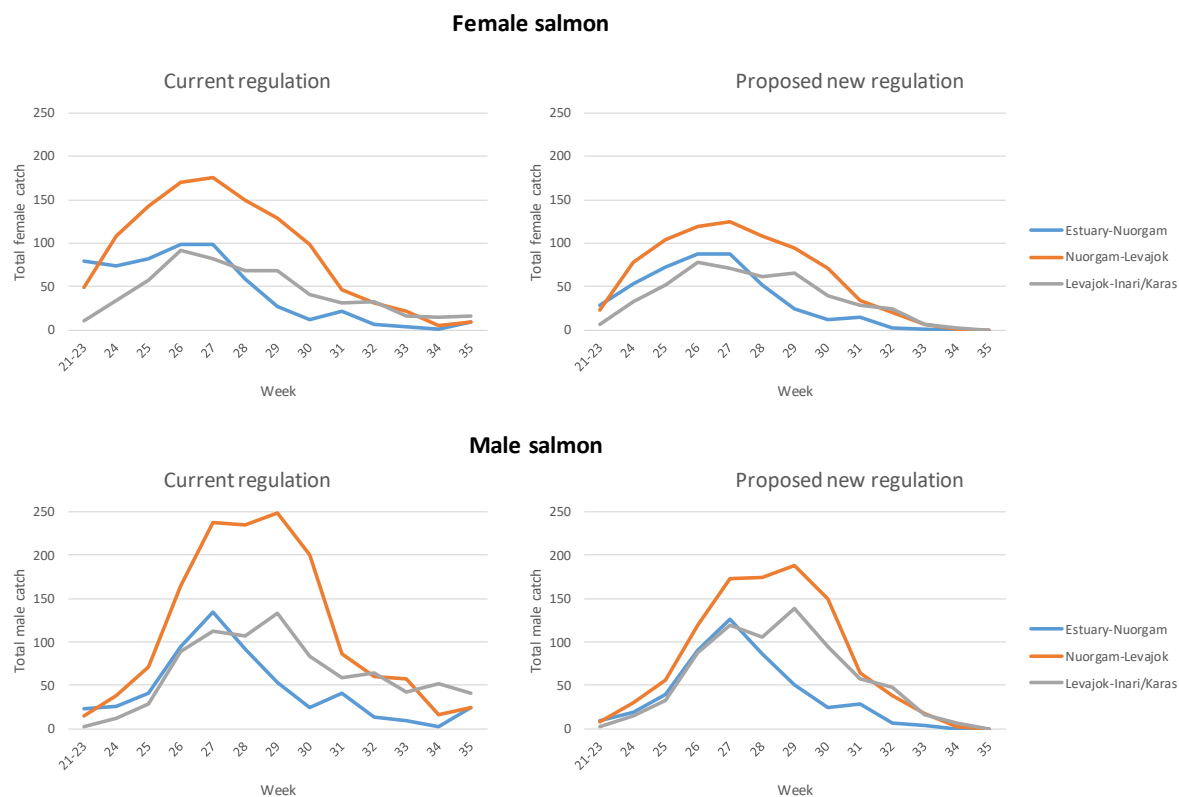 Female salmon
Current regulation
Proposed new regulation
250
200
150
100
50
0
Total female catch
21-23 24 25 26 27 28 29 30 31 32 33 34 35
Week
250
200
150
100
50
0
Total female catch
21-23 24 25 26 27 28 29 30 31 32 33 34 35
Week
Estuary-Nuorgam
Nuorgam-Levajok
Levajok-Inari/Karas
Male salmon
Current regulation
Proposed new regulation
250
200
150
100
50
0
Total male catch
21-23 24 25 26 27 28 29 30 31 32 33 34 35
Week
250
200
150
100
50
0
Total male catch
21-23 24 25 26 27 28 29 30 31 32 33 34 35
Week
Estuary-Nuorgam
Nuorgam-Levajok
Levajok-Inari/Karas